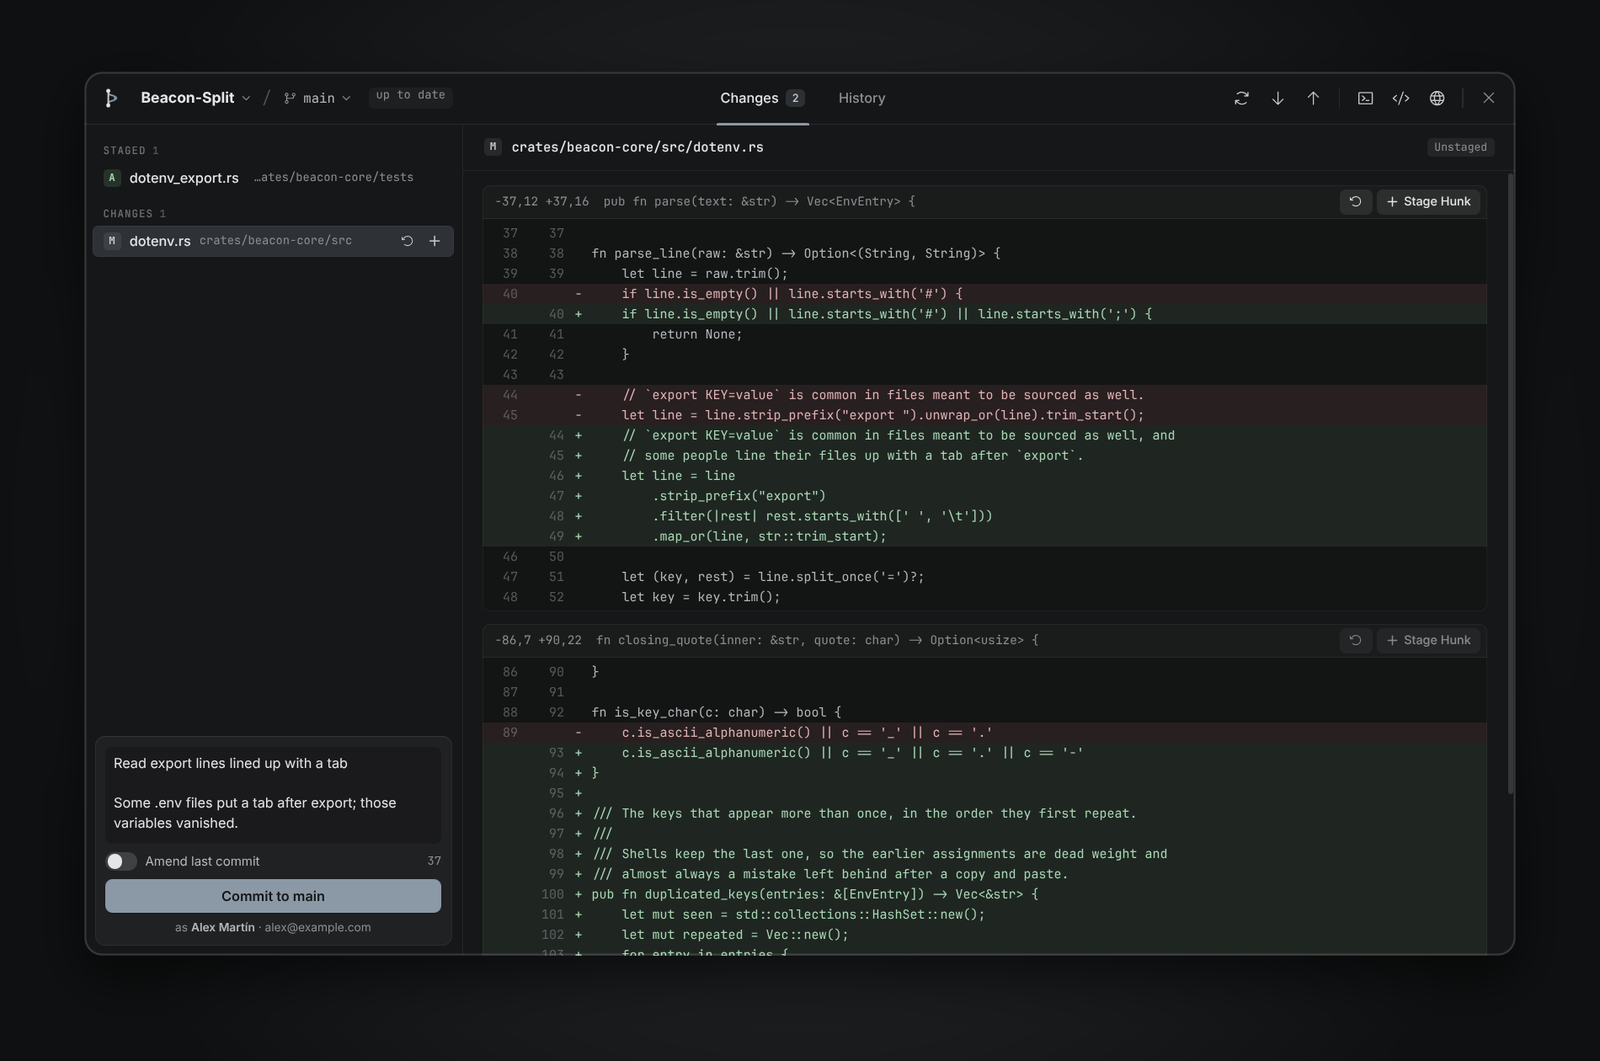 Beacon-Split / main up to date
Changes 2 History
STAGED 1
A dotenv_export.rs …ates/beacon-core/tests
CHANGES 1
M dotenv.rs crates/beacon-core/src
Read export lines lined up with a tab
Some .env files put a tab after export; those
variables vanished.
Amend last commit 37
Commit to main
as Alex Martín · alex@example.com
M crates/beacon-core/src/dotenv.rs Unstaged
-37,12 +37,16 pub fn parse(text: &str) -> Vec<EnvEntry> { + Stage Hunk
37 37
38 38 fn parse_line(raw: &str) -> Option<(String, String)> {
39 39     let line = raw.trim();
40 -     if line.is_empty() || line.starts_with('#') {
40 +     if line.is_empty() || line.starts_with('#') || line.starts_with(';') {
41 41         return None;
42 42     }
43 43
44 -     // `export KEY=value` is common in files meant to be sourced as well.
45 -     let line = line.strip_prefix("export ").unwrap_or(line).trim_start();
44 +     // `export KEY=value` is common in files meant to be sourced as well, and
45 +     // some people line their files up with a tab after `export`.
46 +     let line = line
47 +         .strip_prefix("export")
48 +         .filter(|rest| rest.starts_with([' ', '\t']))
49 +         .map_or(line, str::trim_start);
46 50
47 51     let (key, rest) = line.split_once('=')?;
48 52     let key = key.trim();
-86,7 +90,22 fn closing_quote(inner: &str, quote: char) -> Option<usize> { + Stage Hunk
86 90 }
87 91
88 92 fn is_key_char(c: char) -> bool {
89 -     c.is_ascii_alphanumeric() || c == '_' || c == '.'
93 +     c.is_ascii_alphanumeric() || c == '_' || c == '.' || c == '-'
94 + }
95 +
96 + /// The keys that appear more than once, in the order they first repeat.
97 + ///
98 + /// Shells keep the last one, so the earlier assignments are dead weight and
99 + /// almost always a mistake left behind after a copy and paste.
100 + pub fn duplicated_keys(entries: &[EnvEntry]) -> Vec<&str> {
101 +     let mut seen = std::collections::HashSet::new();
102 +     let mut repeated = Vec::new();
103 +     for entry in entries {